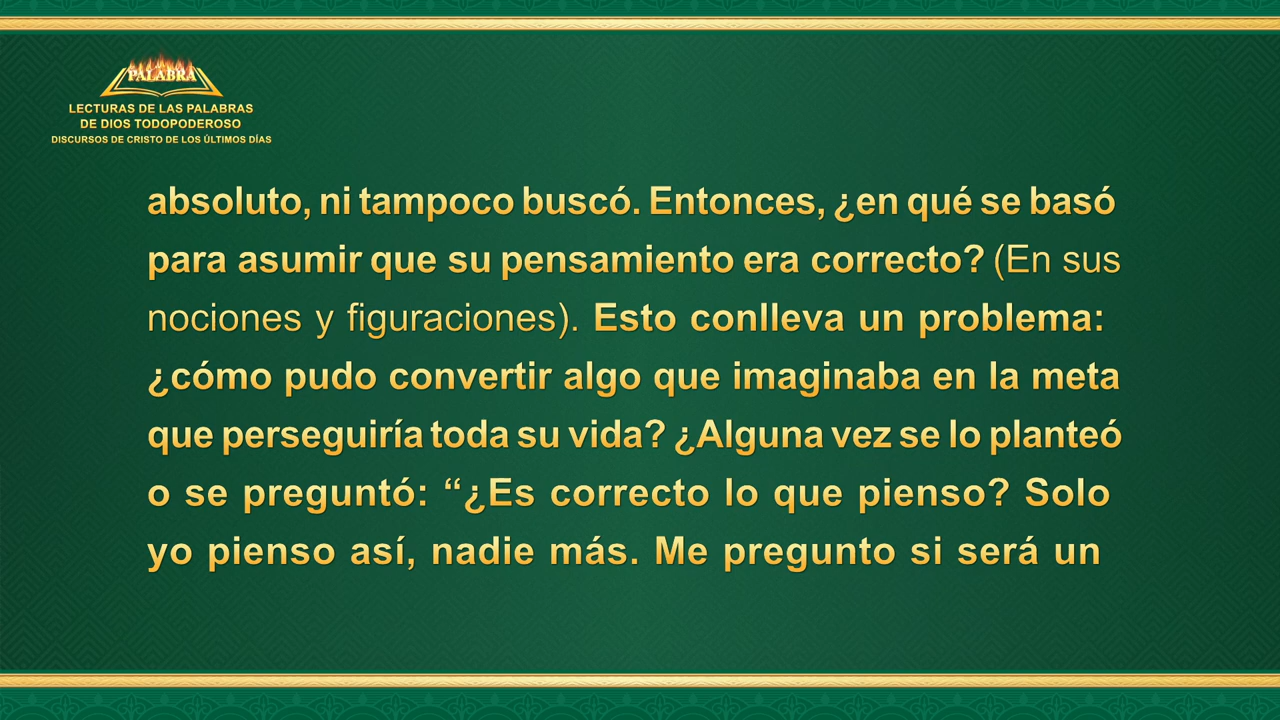 PALABRA
LECTURAS DE LAS PALABRAS
DE DIOS TODOPODEROSO
DISCURSOS DE CRISTO DE LOS ÚLTIMOS DÍAS
absoluto, ni tampoco buscó. Entonces, ¿en qué se basó
para asumir que su pensamiento era correcto? (En sus
nociones y figuraciones). Esto conlleva un problema:
¿cómo pudo convertir algo que imaginaba en la meta
que perseguiría toda su vida? ¿Alguna vez se lo planteó
o se preguntó: “¿Es correcto lo que pienso? Solo
yo pienso así, nadie más. Me pregunto si será un